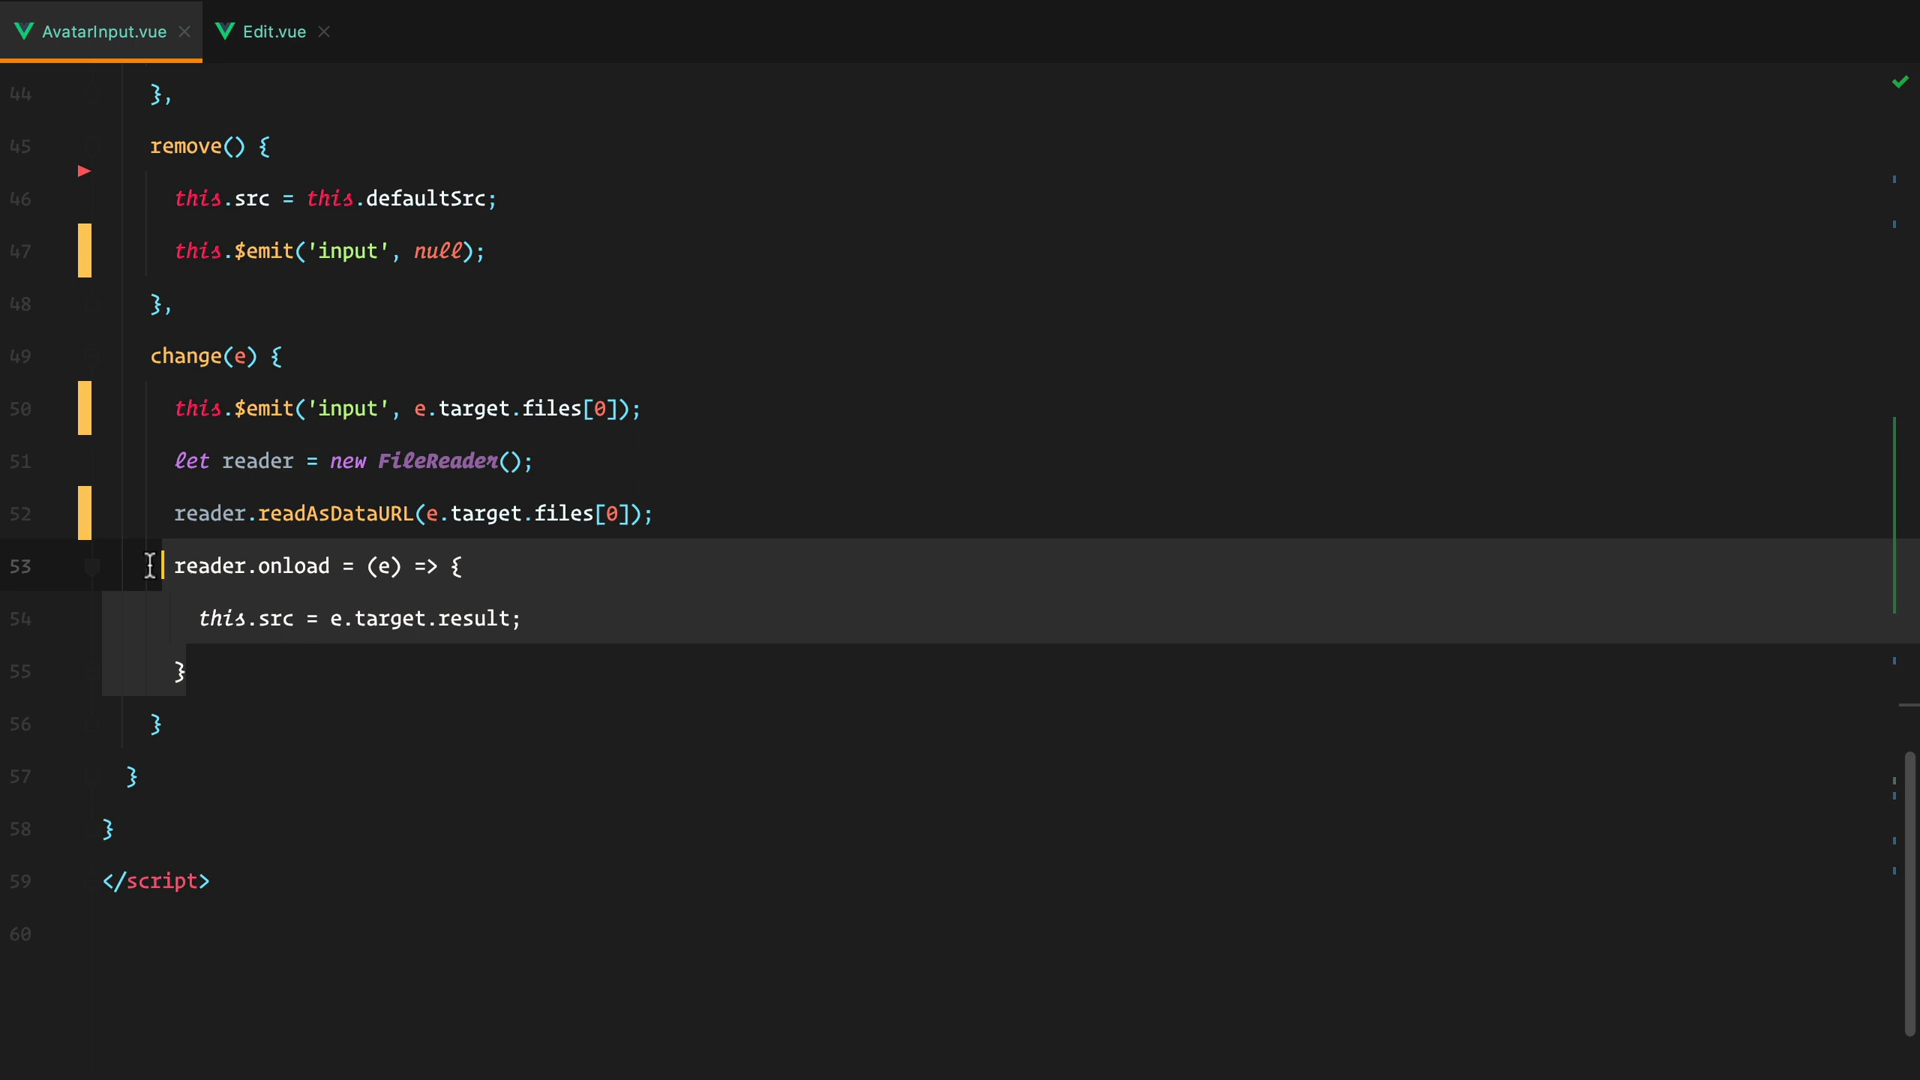 AvatarInput.vue Edit.vue
44 },
45 remove() {
46 this.src = this.defaultSrc;
47 this.$emit('input', null);
48 },
49 change(e) {
50 this.$emit('input', e.target.files[0]);
51 let reader = new FileReader();
52 reader.readAsDataURL(e.target.files[0]);
53 reader.onload = (e) => {
54 this.src = e.target.result;
55 }
56 }
57 }
58 }
59 </script>
60